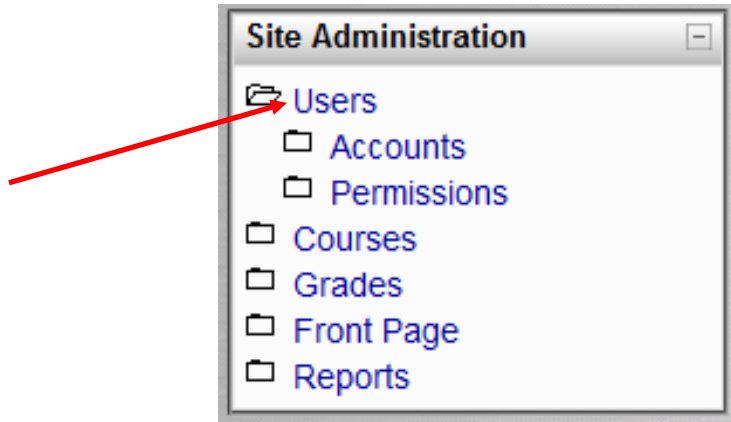 Site Administration
Users
Accounts
Permissions
Courses
Grades
Front Page
Reports